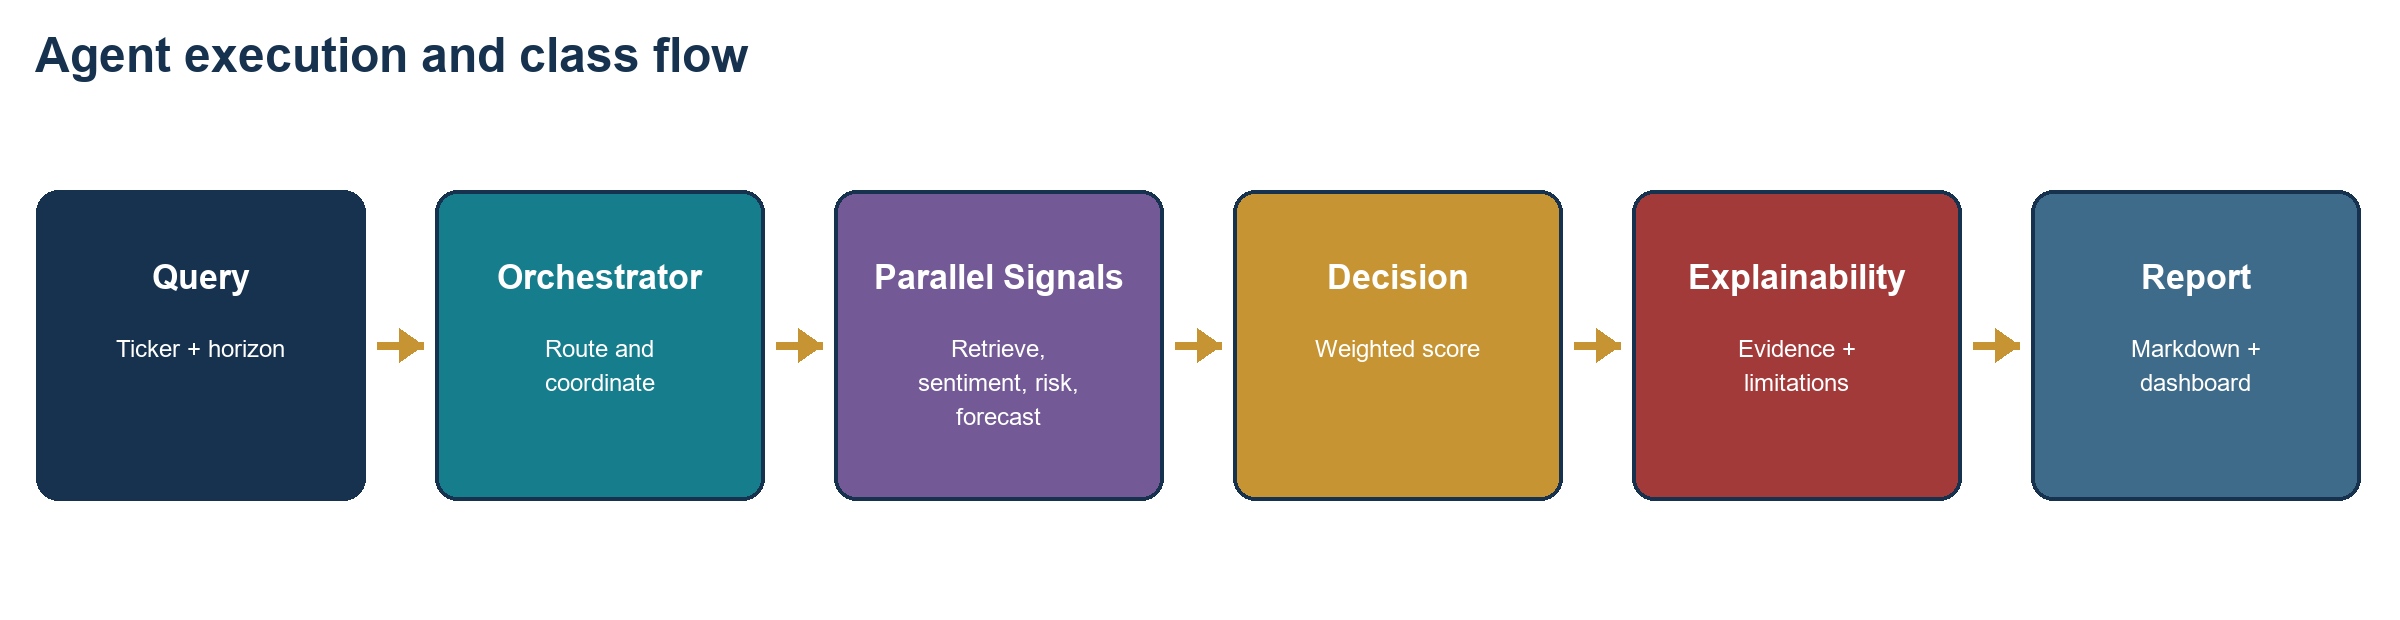 Agent execution and class flow
Query
Ticker + horizon
Orchestrator
Route and
coordinate
Parallel Signals
Retrieve,
sentiment, risk,
forecast
Decision
Weighted score
Explainability
Evidence +
limitations
Report
Markdown +
dashboard